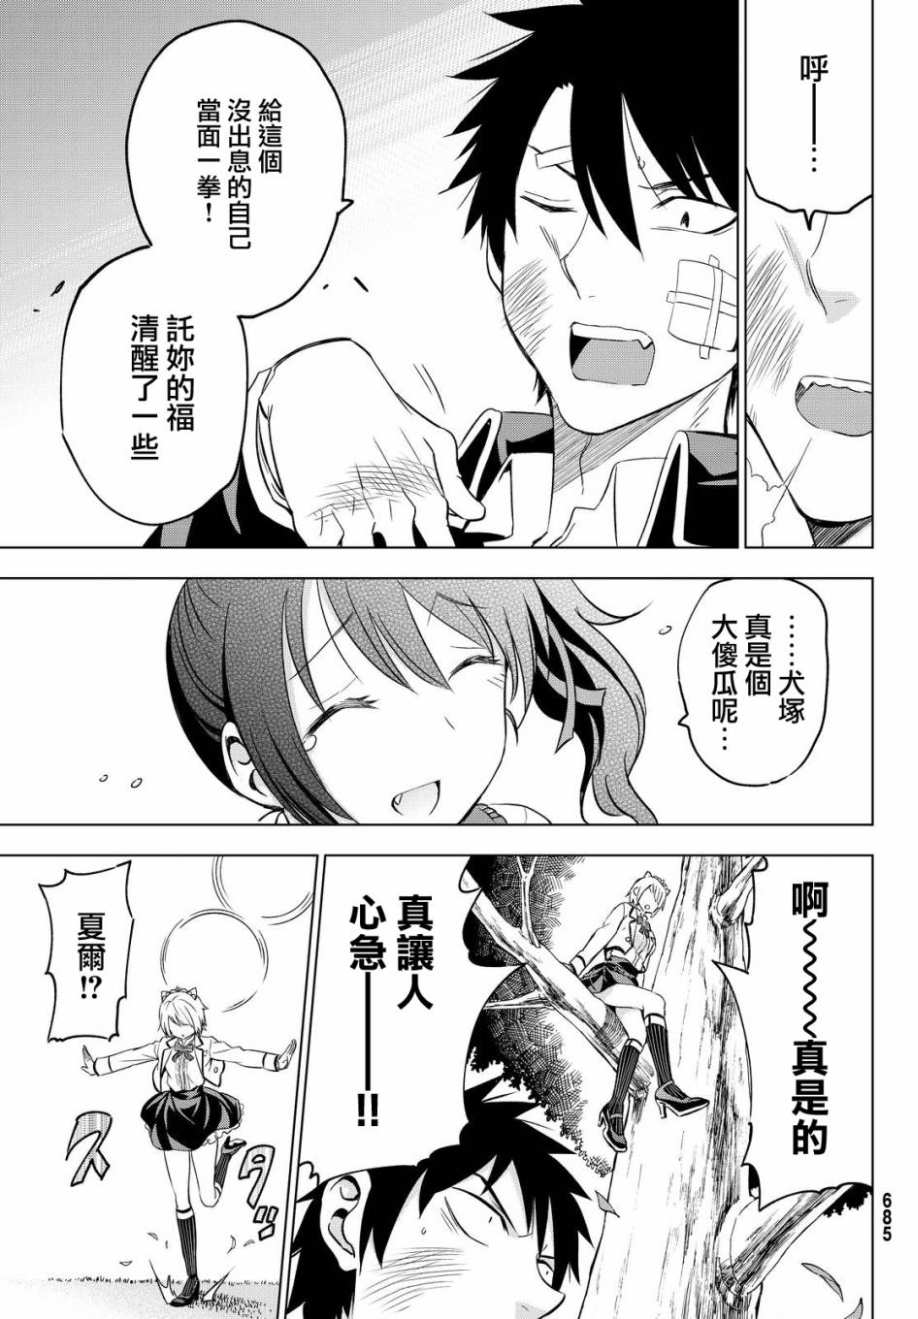 呼——…
給這個
沒出息的自己
當面一拳！
託妳的福
清醒了一些
……犬塚
真是個
大傻瓜呢…
啊～～～～真是的
真讓人
心急——!!
夏爾!?
スタ
685